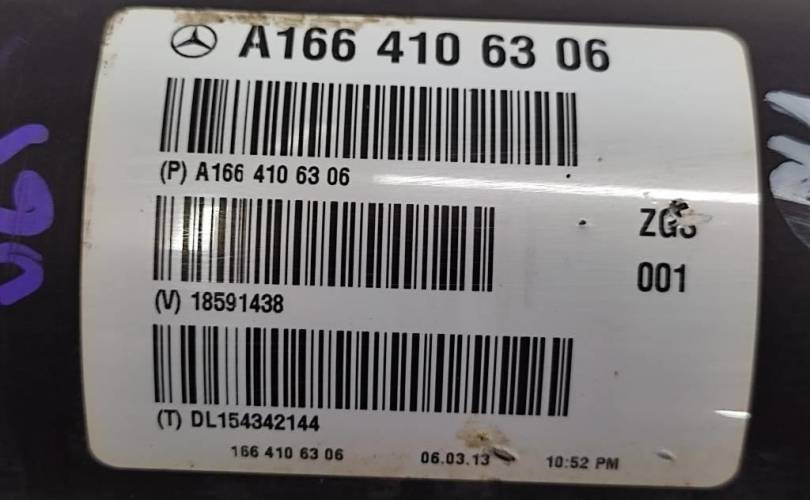 A166 410 63 06
(P) A166 410 63 06
ZGS
(V) 18591438
001
(T) DL154342144
166 410 63 06 06.03.13 10:52 PM